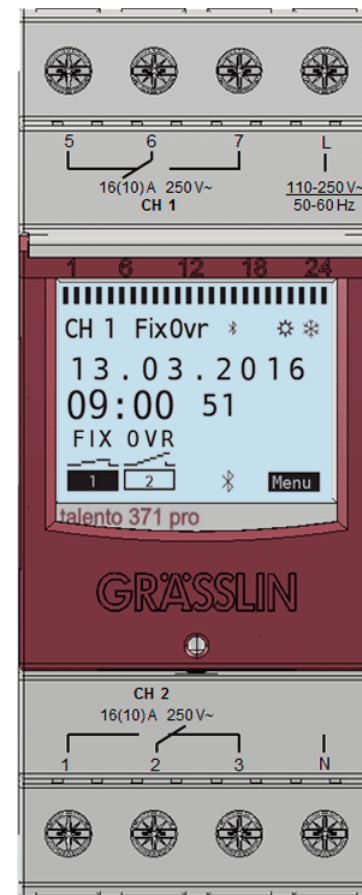 5 6 7 L
16(10)A 250V~ 110-250V~
CH 1 50-60Hz
1 6 12 18 24
CH 1 FixOvr
13.03.2016
09:00 51
FIX OVR
1 2 Menu
talento 371 pro
GRÄSSLIN
CH 2
16(10)A 250V~
1 2 3 N